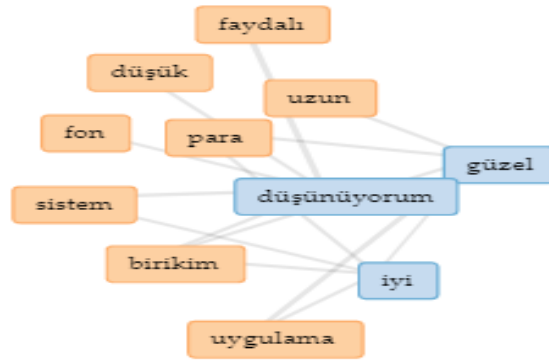 faydalı
düşük
uzun
fon
para
güzel
düşünüyorum
sistem
birikim
iyi
uygulama